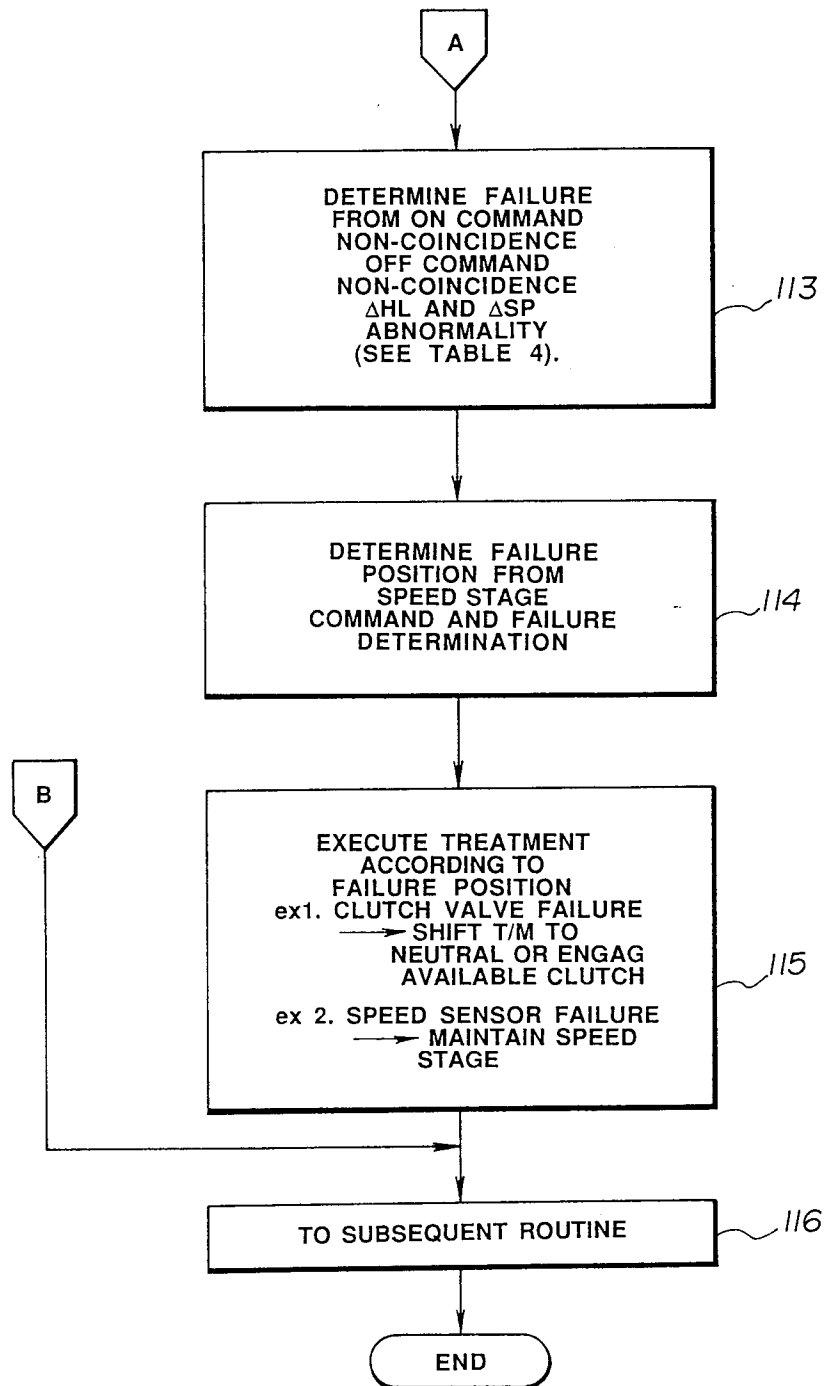 A
DETERMINE FAILURE
FROM ON COMMAND
NON-COINCIDENCE
OFF COMMAND
NON-COINCIDENCE
ΔHL AND ΔSP
ABNORMALITY
(SEE TABLE 4).
113
DETERMINE FAILURE
POSITION FROM
SPEED STAGE
COMMAND AND FAILURE
DETERMINATION
114
B
EXECUTE TREATMENT
ACCORDING TO
FAILURE POSITION
ex1. CLUTCH VALVE FAILURE
SHIFT T/M TO
NEUTRAL OR ENGAG
AVAILABLE CLUTCH
ex 2. SPEED SENSOR FAILURE
MAINTAIN SPEED
STAGE
115
TO SUBSEQUENT ROUTINE
116
END